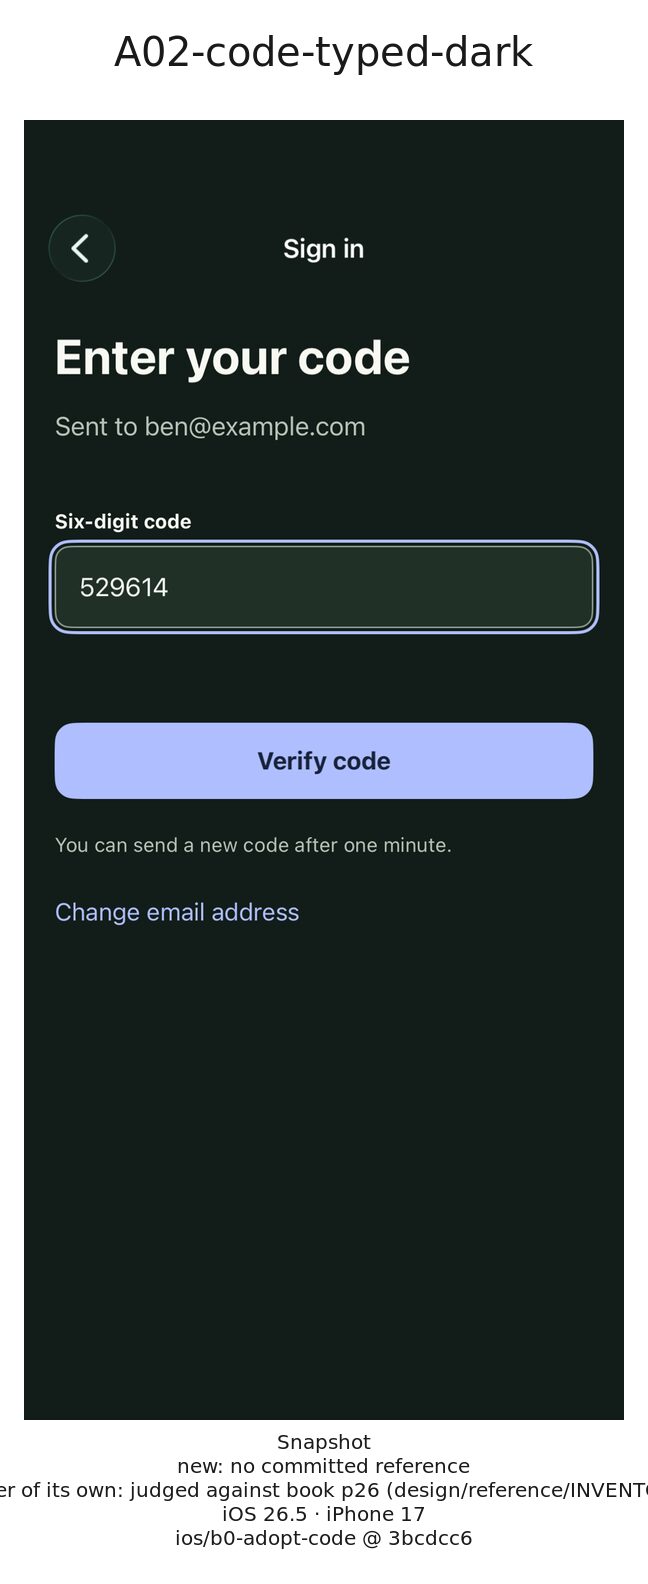 A02-code-typed-dark
Sign in
Enter your code
Sent to ben@example.com
Six-digit code
529614
Verify code
You can send a new code after one minute.
Change email address
Snapshot
new: no committed reference
er of its own: judged against book p26 (design/reference/INVENTO
iOS 26.5 · iPhone 17
ios/b0-adopt-code @ 3bcdcc6